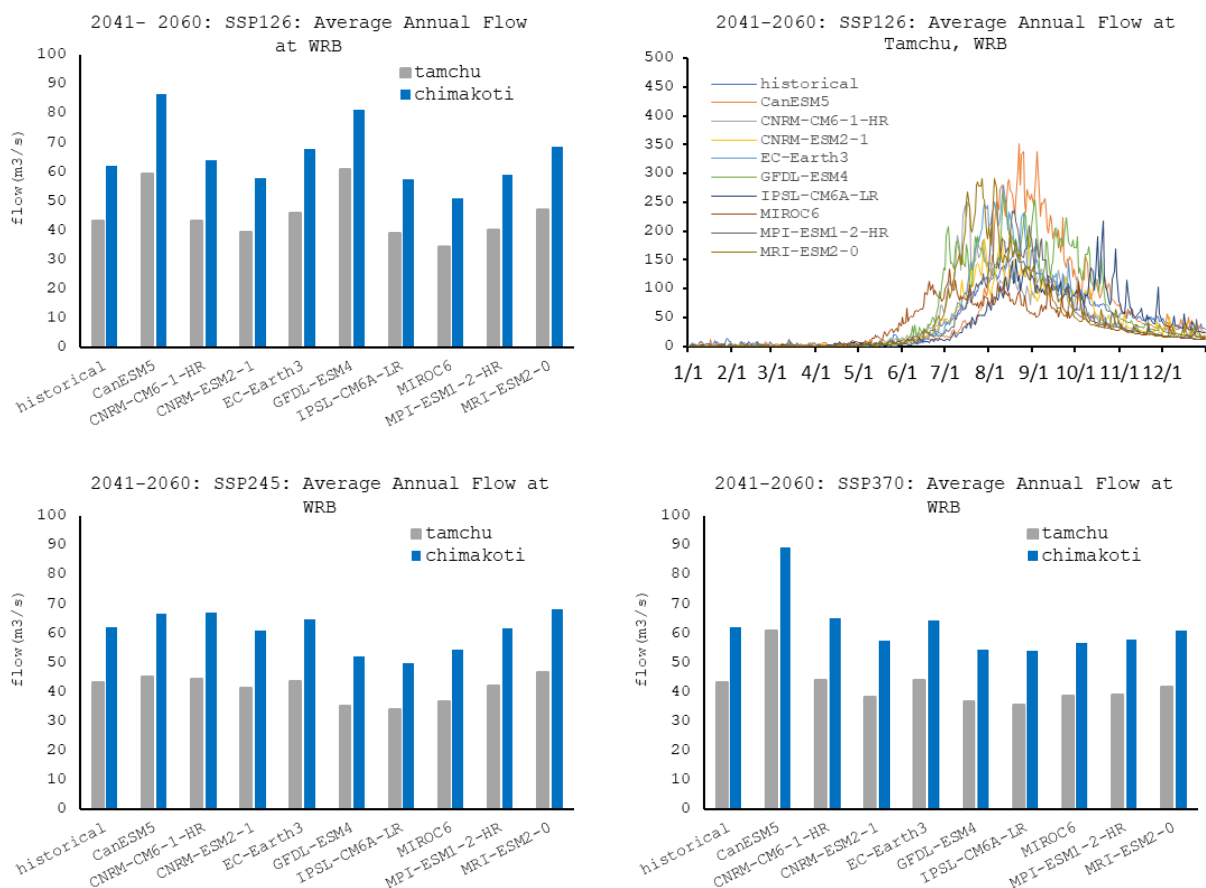 2041- 2060: SSP126: Average Annual Flow
at WRB
100
90
80
70
60
50
40
30
20
10
0
flow(m3/s)
tamchu
chimakoti
historical
CanESM5
CNRM-CM6-1-HR
CNRM-ESM2-1
EC-Earth3
GFDL-ESM4
IPSL-CM6A-LR
MIROC6
MPI-ESM1-2-HR
MRI-ESM2-0
2041-2060: SSP126: Average Annual Flow at
Tamchu, WRB
500
450
400
350
300
250
200
150
100
50
0
historical
CanESM5
CNRM-CM6-1-HR
CNRM-ESM2-1
EC-Earth3
GFDL-ESM4
IPSL-CM6A-LR
MIROC6
MPI-ESM1-2-HR
MRI-ESM2-0
1/1 2/1 3/1 4/1 5/1 6/1 7/1 8/1 9/1 10/1 11/1 12/1
2041-2060: SSP245: Average Annual Flow at
WRB
100
90
80
70
60
50
40
30
20
10
0
flow(m3/s)
tamchu
chimakoti
historical
CanESM5
CNRM-CM6-1-HR
CNRM-ESM2-1
EC-Earth3
GFDL-ESM4
IPSL-CM6A-LR
MIROC6
MPI-ESM1-2-HR
MRI-ESM2-0
2041-2060: SSP370: Average Annual Flow at
WRB
100
90
80
70
60
50
40
30
20
10
0
flow(m3/s)
tamchu
chimakoti
historical
CanESM5
CNRM-CM6-1-HR
CNRM-ESM2-1
EC-Earth3
GFDL-ESM4
IPSL-CM6A-LR
MIROC6
MPI-ESM1-2-HR
MRI-ESM2-0